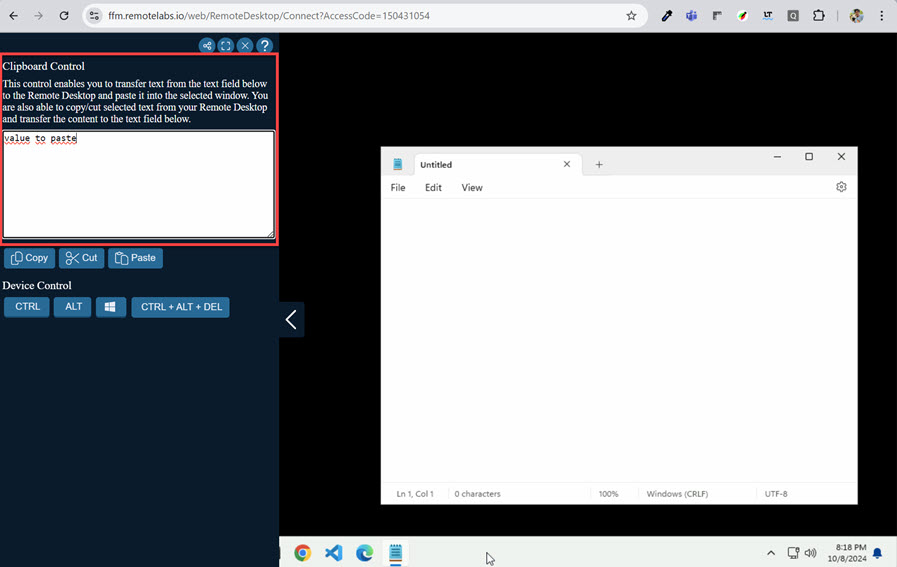 ffm.remotelabs.io/web/RemoteDesktop/Connect?AccessCode=150431054
LT
Q
?
Clipboard Control
This control enables you to transfer text from the text field below
to the Remote Desktop and paste it into the selected window. You
are also able to copy/cut selected text from your Remote Desktop
and transfer the content to the text field below.
value to paste
Copy Cut Paste
Device Control
CTRL ALT CTRL + ALT + DEL
Untitled
File Edit View
Ln 1, Col 1 0 characters 100% Windows (CRLF) UTF-8
8:18 PM
10/8/2024